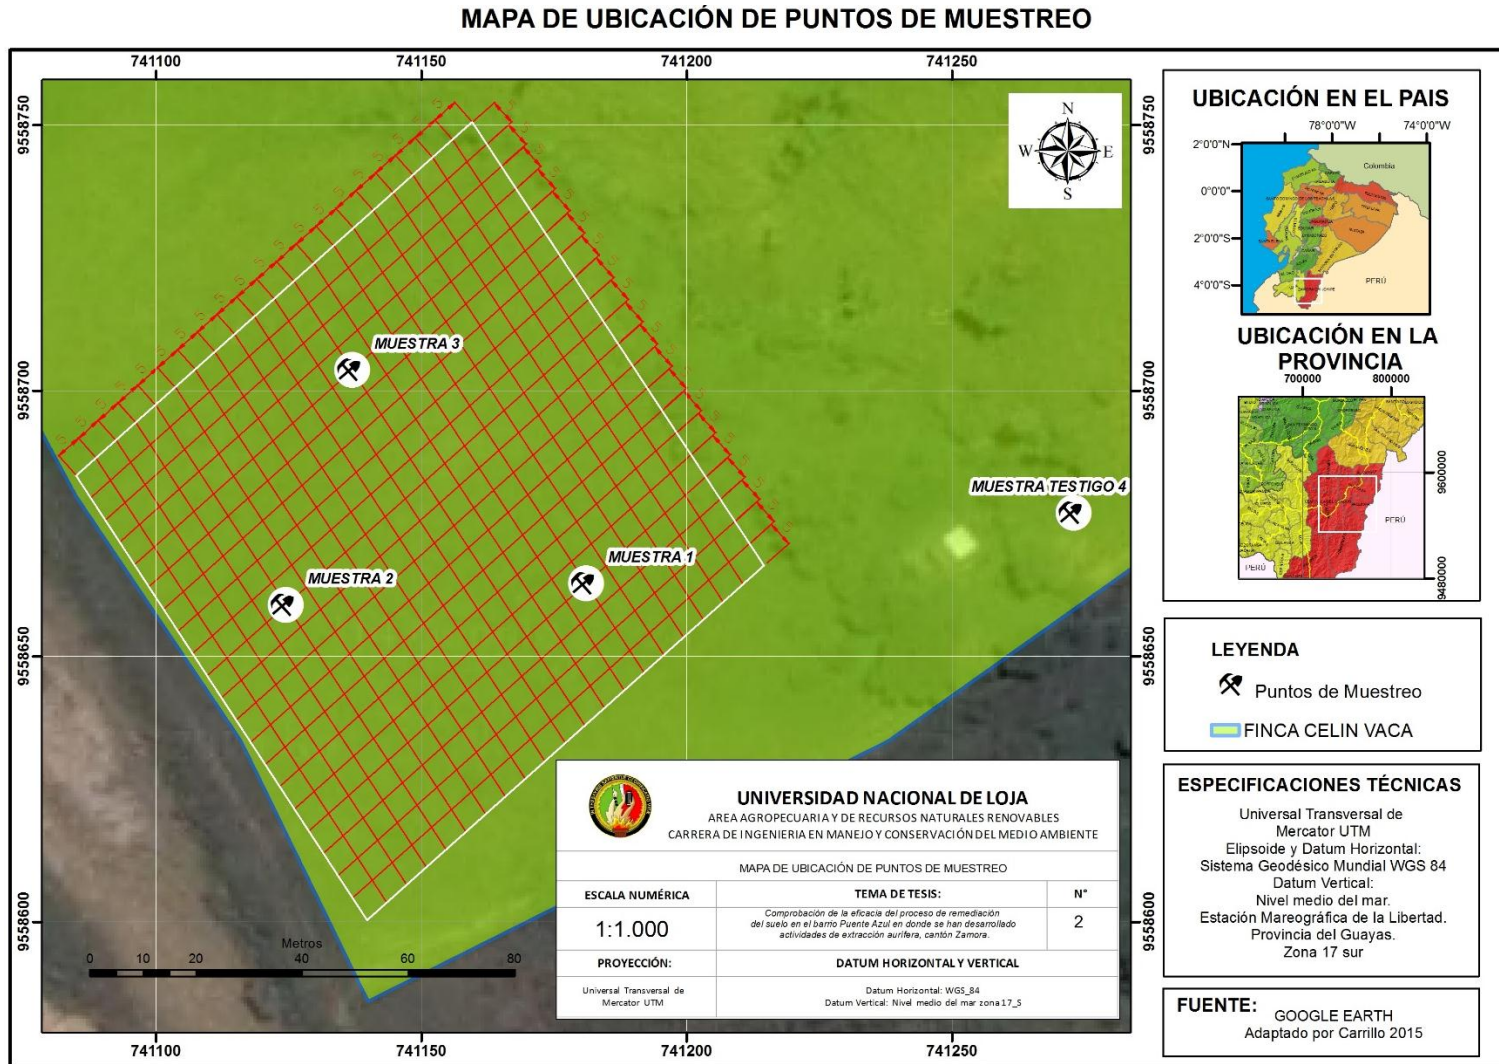 MAPA DE UBICACIÓN DE PUNTOS DE MUESTREO
741100 741150 741200 741250
9558750 9558750
9558700 9558700
9558650 9558650
9558600 9558600
741100 741150 741200 741250
N
W E
S
MUESTRA 3
MUESTRA TESTIGO 4
MUESTRA 1
MUESTRA 2
Metros
0 10 20 40 60 80
UNIVERSIDAD NACIONAL DE LOJA
AREA AGROPECUARIA Y DE RECURSOS NATURALES RENOVABLES
CARRERA DE INGENIERIA EN MANEJO Y CONSERVACIÓN DEL MEDIO AMBIENTE
MAPA DE UBICACIÓN DE PUNTOS DE MUESTREO
ESCALA NUMÉRICA
1:1.000
TEMA DE TESIS:
Comprobación de la eficacia del proceso de remediación
del suelo en el barrio Puente Azul en donde se han desarrollado
actividades de extracción aurífera, cantón Zamora.
N°
2
PROYECCIÓN:
Universal Transversal de
Mercator UTM
DATUM HORIZONTAL Y VERTICAL
Datum Horizontal: WGS_84
Datum Vertical: Nivel medio del mar zona 17_S
UBICACIÓN EN EL PAIS
78°0'0"W 74°0'0"W
2°0'0"N
0°0'0"
2°0'0"S
4°0'0"S
Colombia
PERÚ
UBICACIÓN EN LA
PROVINCIA
700000 800000
9600000
9480000
PERÚ
PERÚ
LEYENDA
Puntos de Muestreo
FINCA CELIN VACA
ESPECIFICACIONES TÉCNICAS
Universal Transversal de
Mercator UTM
Elipsoide y Datum Horizontal:
Sistema Geodésico Mundial WGS 84
Datum Vertical:
Nivel medio del mar.
Estación Mareográfica de la Libertad.
Provincia del Guayas.
Zona 17 sur
FUENTE:
GOOGLE EARTH
Adaptado por Carrillo 2015